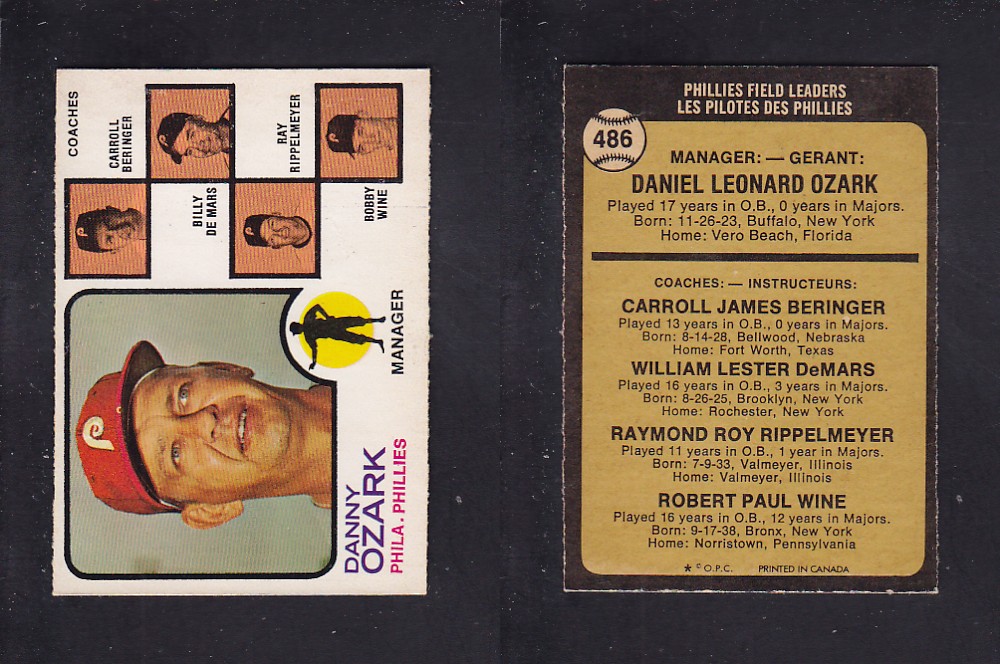 COACHES
CARROLL
BERINGER
RAY
RIPPELMEYER
BILLY
DE MARS
BOBBY
WINE
MANAGER
DANNY
OZARK
PHILA. PHILLIES
PHILLIES FIELD LEADERS
LES PILOTES DES PHILLIES
486
MANAGER: — GERANT:
DANIEL LEONARD OZARK
Played 17 years in O.B., 0 years in Majors.
Born: 11-26-23, Buffalo, New York
Home: Vero Beach, Florida
COACHES: — INSTRUCTEURS:
CARROLL JAMES BERINGER
Played 13 years in O.B., 0 years in Majors.
Born: 8-14-28, Bellwood, Nebraska
Home: Fort Worth, Texas
WILLIAM LESTER DeMARS
Played 16 years in O.B., 3 years in Majors.
Born: 8-26-25, Brooklyn, New York
Home: Rochester, New York
RAYMOND ROY RIPPELMEYER
Played 11 years in O.B., 1 year in Majors.
Born: 7-9-33, Valmeyer, Illinois
Home: Valmeyer, Illinois
ROBERT PAUL WINE
Played 16 years in O.B., 12 years in Majors.
Born: 9-17-38, Bronx, New York
Home: Norristown, Pennsylvania
* © O.P.C. PRINTED IN CANADA